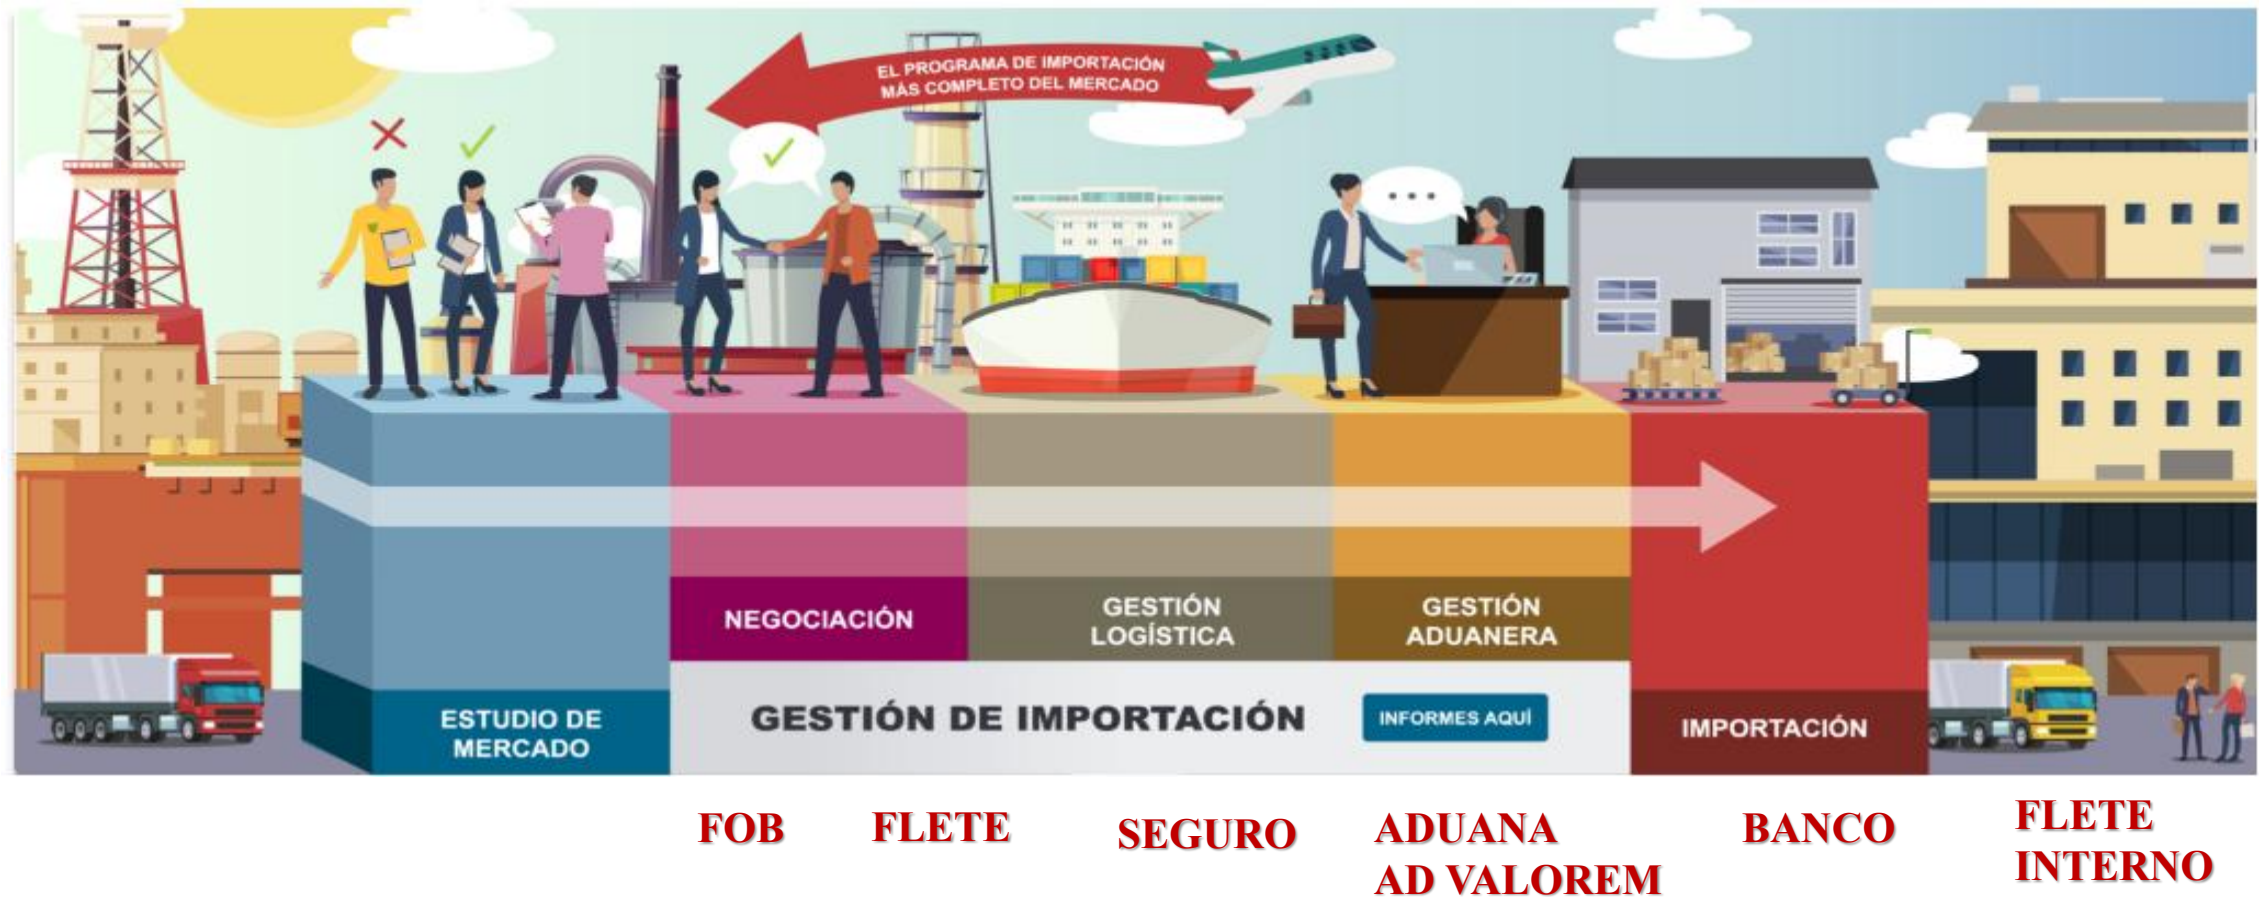 EL PROGRAMA DE IMPORTACIÓN
MÁS COMPLETO DEL MERCADO
NEGOCIACIÓN
GESTIÓN
LOGÍSTICA
GESTIÓN
ADUANERA
ESTUDIO DE
MERCADO
GESTIÓN DE IMPORTACIÓN
INFORMES AQUÍ
IMPORTACIÓN
FOB
FLETE
SEGURO
ADUANA
AD VALOREM
BANCO
FLETE
INTERNO